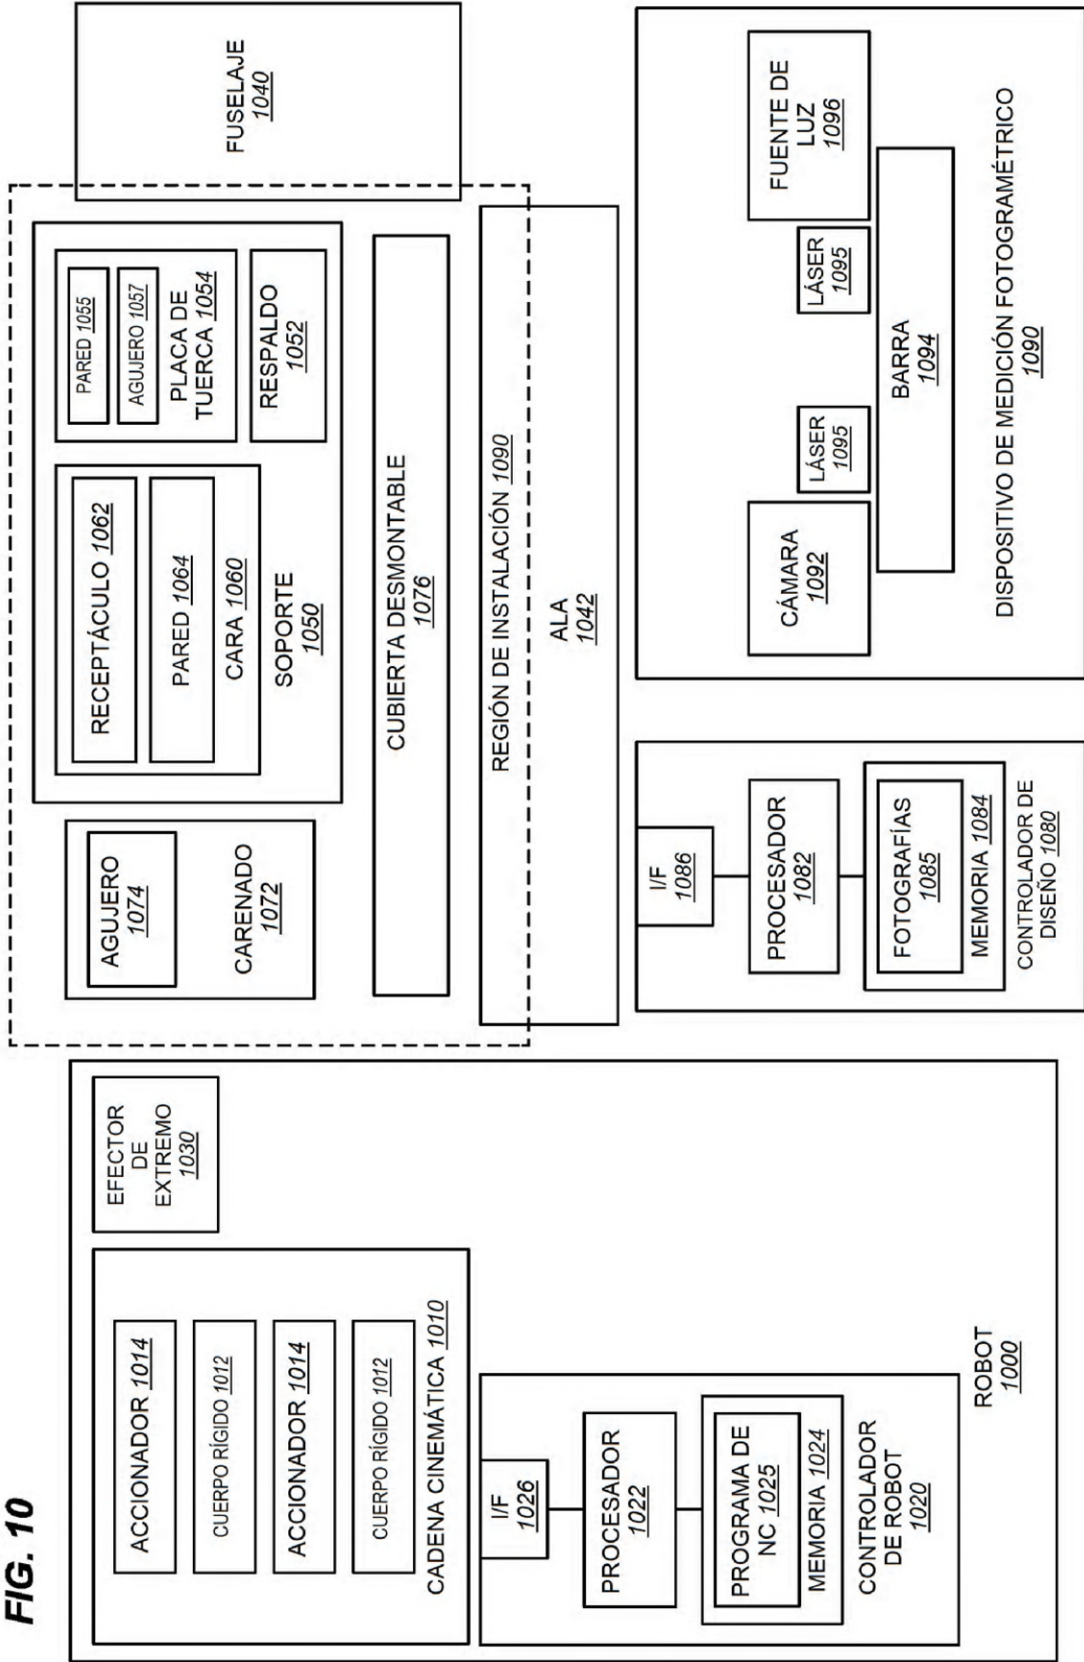 FIG. 10
ACCIONADOR 1014
CUERPO RÍGIDO 1012
ACCIONADOR 1014
CUERPO RÍGIDO 1012
CADENA CINEMÁTICA 1010
EFECTOR
DE
EXTREMO
1030
I/F
1026
PROCESADOR
1022
PROGRAMA DE
NC 1025
MEMORIA 1024
CONTROLADOR
DE ROBOT
1020
ROBOT
1000
AGUJERO
1074
CARENADO
1072
RECEPTÁCULO 1062
PARED 1064
CARA 1060
SOPORTE
1050
PARED 1055
AGUJERO 1057
PLACA DE
TUERCA 1054
RESPALDO
1052
CUBIERTA DESMONTABLE
1076
REGIÓN DE INSTALACIÓN 1090
ALA
1042
FUSELAJE
1040
I/F
1086
PROCESADOR
1082
FOTOGRAFÍAS
1085
MEMORIA 1084
CONTROLADOR DE
DISEÑO 1080
CÁMARA
1092
LÁSER
1095
LÁSER
1095
FUENTE DE
LUZ
1096
BARRA
1094
DISPOSITIVO DE MEDICIÓN FOTOGRAMÉTRICO
1090